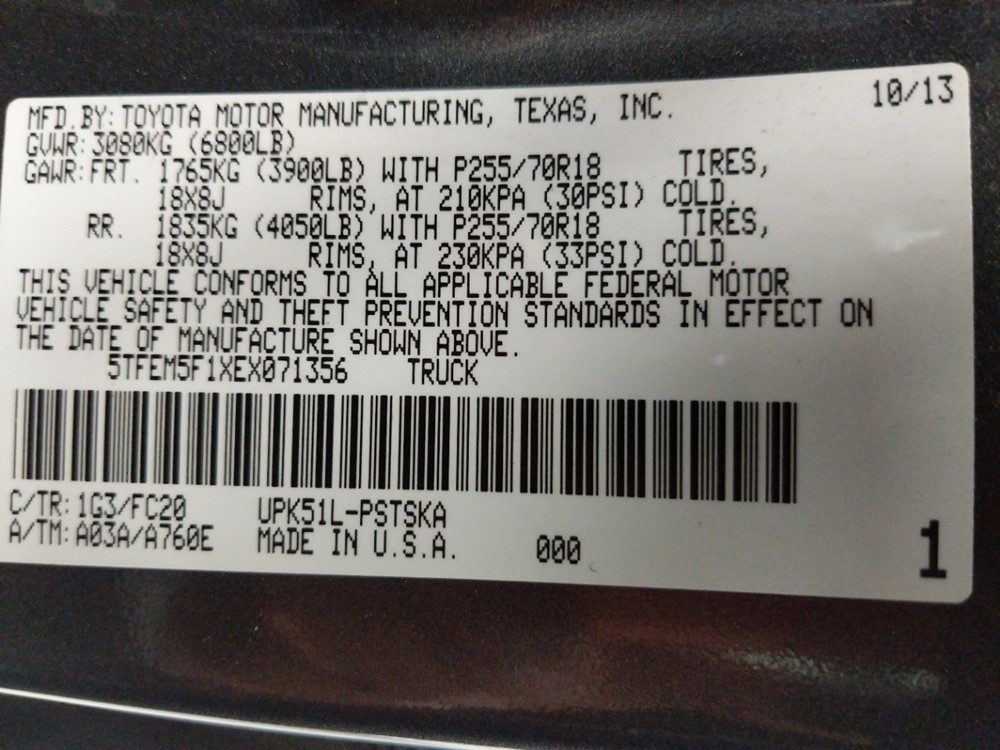 10/13
MFD.BY:TOYOTA MOTOR MANUFACTURING, TEXAS, INC.
GVWR:3080KG (6800LB)
GAWR:FRT. 1765KG (3900LB) WITH P255/70R18 TIRES,
18X8J RIMS, AT 210KPA (30PSI) COLD.
RR. 1835KG (4050LB) WITH P255/70R18 TIRES,
18X8J RIMS, AT 230KPA (33PSI) COLD.
THIS VEHICLE CONFORMS TO ALL APPLICABLE FEDERAL MOTOR
VEHICLE SAFETY AND THEFT PREVENTION STANDARDS IN EFFECT ON
THE DATE OF MANUFACTURE SHOWN ABOVE.
5TFEM5F1XEX071356 TRUCK
C/TR:1G3/FC20 UPK51L-PSTSKA
A/TM:A03A/A760E MADE IN U.S.A. 000
1